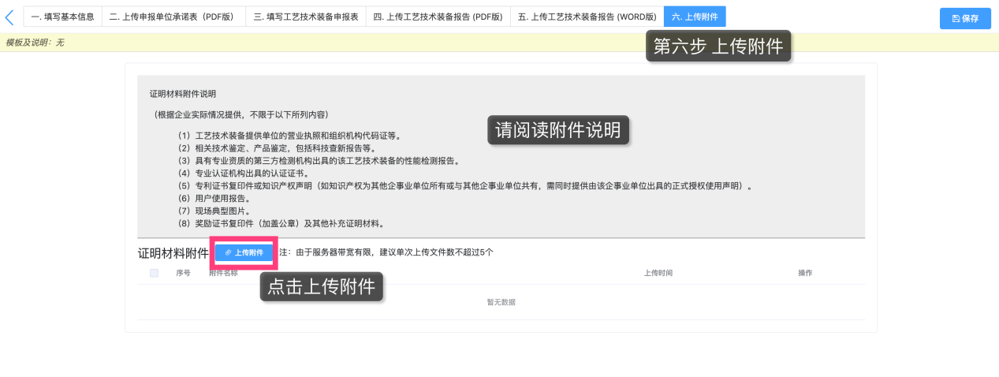 一. 填写基本信息
二. 上传申报单位承诺表（PDF版）
三. 填写工艺技术装备申报表
四. 上传工艺技术装备报告 (PDF版)
五. 上传工艺技术装备报告 (WORD版)
六. 上传附件
保存
模板及说明：无
第六步 上传附件
证明材料附件说明
（根据企业实际情况提供，不限于以下所列内容）
请阅读附件说明
（1）工艺技术装备提供单位的营业执照和组织机构代码证等。
（2）相关技术鉴定、产品鉴定，包括科技查新报告等。
（3）具有专业资质的第三方检测机构出具的该工艺技术装备的性能检测报告。
（4）专业认证机构出具的认证证书。
（5）专利证书复印件或知识产权声明（如知识产权为其他企事业单位所有或与其他企事业单位共有，需同时提供由该企事业单位出具的正式授权使用声明）。
（6）用户使用报告。
（7）现场典型图片。
（8）奖励证书复印件（加盖公章）及其他补充证明材料。
证明材料附件 上传附件 注：由于服务器带宽有限，建议单次上传文件数不超过5个
序号 附件名称 上传时间 操作
点击上传附件
暂无数据